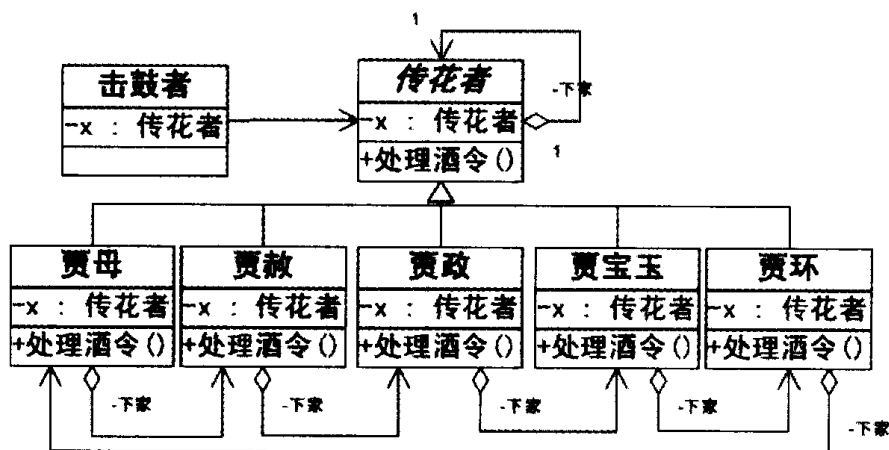 1
击鼓者
-x : 传花者
传花者
-x : 传花者
+处理酒令()
-下家
1
贾母
-x : 传花者
+处理酒令()
贾赦
-x : 传花者
+处理酒令()
贾政
-x : 传花者
+处理酒令()
贾宝玉
-x : 传花者
+处理酒令()
贾环
-x : 传花者
+处理酒令()
-下家
-下家
-下家
-下家
-下家